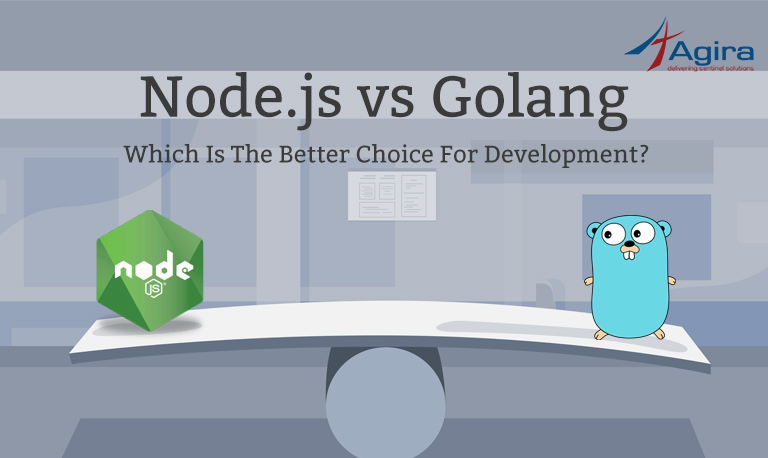 Agira
delivering sentinel solutions
Node.js vs Golang
Which Is The Better Choice For Development?
node
JS